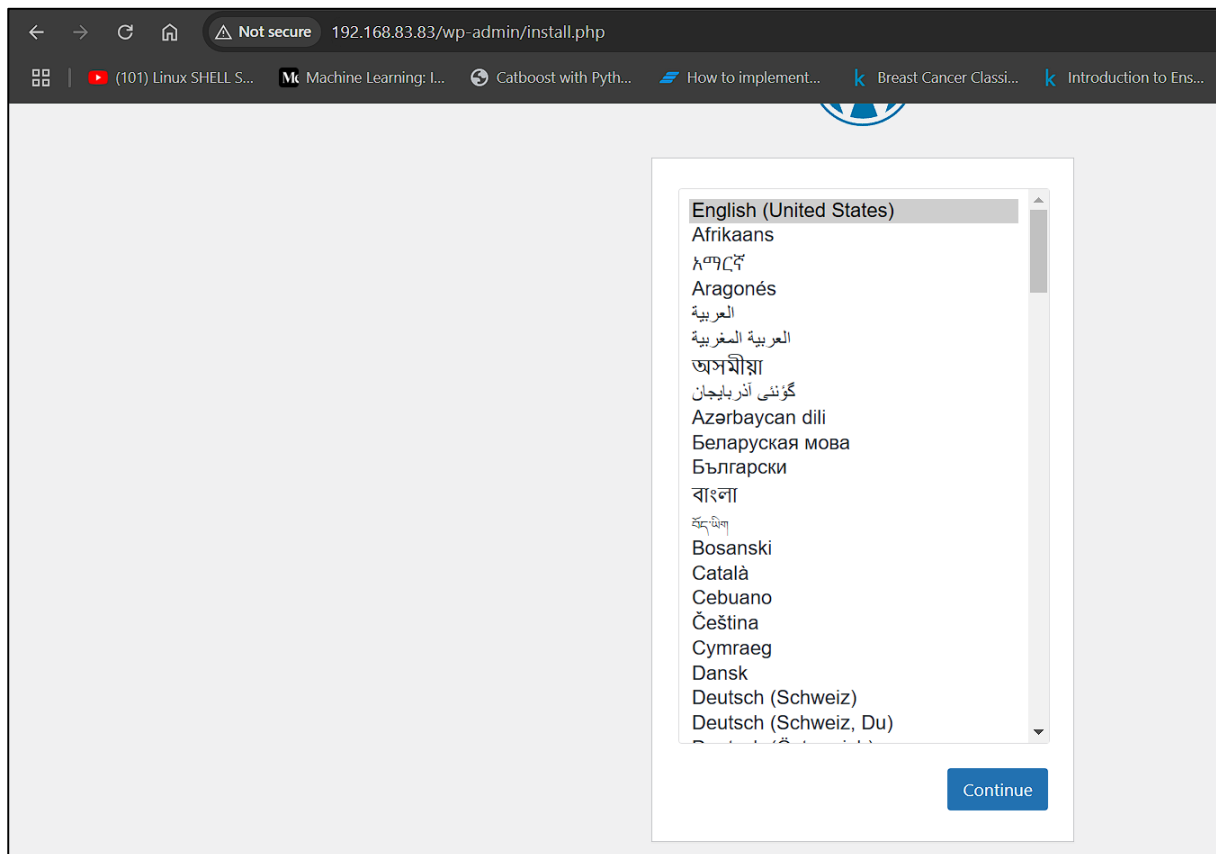 Not secure 192.168.83.83/wp-admin/install.php
(101) Linux SHELL S... Machine Learning: I... Catboost with Pyth... How to implement... Breast Cancer Classi... Introduction to Ens...
English (United States)
Afrikaans
አማርኛ
Aragonés
العربية
العربية المغربية
অসমীয়া
گؤنئی آذربایجان
Azərbaycan dili
Беларуская мова
Български
বাংলা
བོད་ཡིག
Bosanski
Català
Cebuano
Čeština
Cymraeg
Dansk
Deutsch (Schweiz)
Deutsch (Schweiz, Du)
Continue